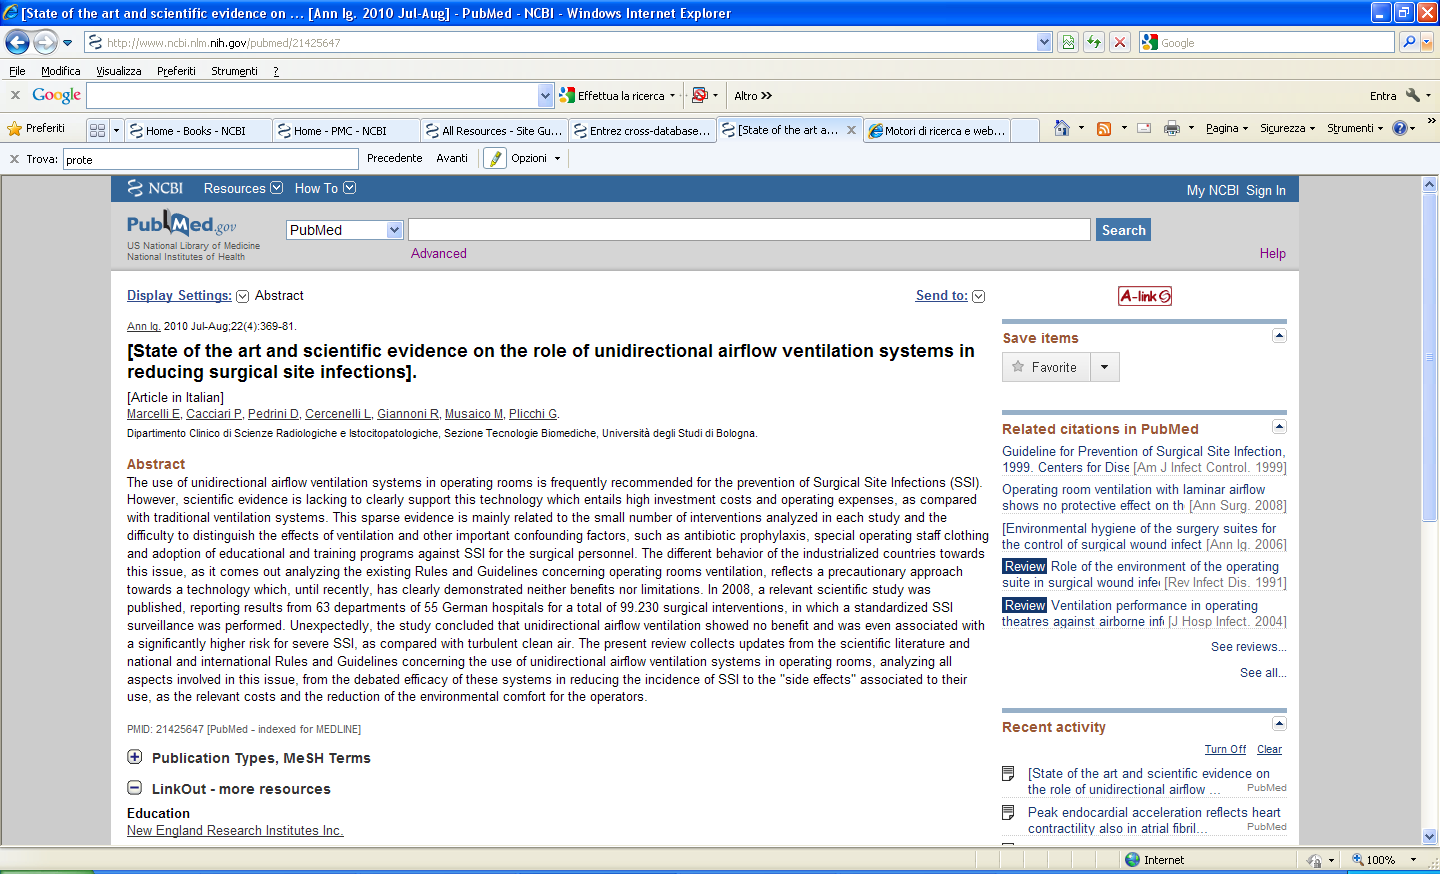 [State of the art and scientific evidence on ... [Ann Ig. 2010 Jul-Aug] - PubMed - NCBI - Windows Internet Explorer
http://www.ncbi.nlm.nih.gov/pubmed/21425647
Google
File Modifica Visualizza Preferiti Strumenti ?
x Google Effettua la ricerca Altro » Entra
Preferiti Home - Books - NCBI Home - PMC - NCBI All Resources - Site Gu... Entrez cross-database... [State of the art a... Motori di ricerca e web... Pagina Sicurezza Strumenti »
x Trova: prote Precedente Avanti Opzioni
NCBI Resources How To My NCBI Sign In
PubMed.gov
US National Library of Medicine
National Institutes of Health
PubMed Search
Advanced Help
Display Settings: Abstract Send to:
A-link
Ann Ig. 2010 Jul-Aug;22(4):369-81.
[State of the art and scientific evidence on the role of unidirectional airflow ventilation systems in
reducing surgical site infections].
[Article in Italian]
Marcelli E, Cacciari P, Pedrini D, Cercenelli L, Giannoni R, Musaico M, Plicchi G.
Dipartimento Clinico di Scienze Radiologiche e Istocitopatologiche, Sezione Tecnologie Biomediche, Università degli Studi di Bologna.
Abstract
The use of unidirectional airflow ventilation systems in operating rooms is frequently recommended for the prevention of Surgical Site Infections (SSI).
However, scientific evidence is lacking to clearly support this technology which entails high investment costs and operating expenses, as compared
with traditional ventilation systems. This sparse evidence is mainly related to the small number of interventions analyzed in each study and the
difficulty to distinguish the effects of ventilation and other important confounding factors, such as antibiotic prophylaxis, special operating staff clothing
and adoption of educational and training programs against SSI for the surgical personnel. The different behavior of the industrialized countries towards
this issue, as it comes out analyzing the existing Rules and Guidelines concerning operating rooms ventilation, reflects a precautionary approach
towards a technology which, until recently, has clearly demonstrated neither benefits nor limitations. In 2008, a relevant scientific study was
published, reporting results from 63 departments of 55 German hospitals for a total of 99.230 surgical interventions, in which a standardized SSI
surveillance was performed. Unexpectedly, the study concluded that unidirectional airflow ventilation showed no benefit and was even associated with
a significantly higher risk for severe SSI, as compared with turbulent clean air. The present review collects updates from the scientific literature and
national and international Rules and Guidelines concerning the use of unidirectional airflow ventilation systems in operating rooms, analyzing all
aspects involved in this issue, from the debated efficacy of these systems in reducing the incidence of SSI to the "side effects" associated to their
use, as the relevant costs and the reduction of the environmental comfort for the operators.
PMID: 21425647 [PubMed - indexed for MEDLINE]
Publication Types, MeSH Terms
LinkOut - more resources
Education
New England Research Institutes Inc.
Save items
Favorite
Related citations in PubMed
Guideline for Prevention of Surgical Site Infection,
1999. Centers for Dise [Am J Infect Control. 1999]
Operating room ventilation with laminar airflow
shows no protective effect on th [Ann Surg. 2008]
[Environmental hygiene of the surgery suites for
the control of surgical wound infect [Ann Ig. 2006]
Review Role of the environment of the operating
suite in surgical wound infe [Rev Infect Dis. 1991]
Review Ventilation performance in operating
theatres against airborne infe [J Hosp Infect. 2004]
See reviews...
See all...
Recent activity
Turn Off Clear
[State of the art and scientific evidence on
the role of unidirectional airflow ... PubMed
Peak endocardial acceleration reflects heart
contractility also in atrial fibril... PubMed
Internet 100%